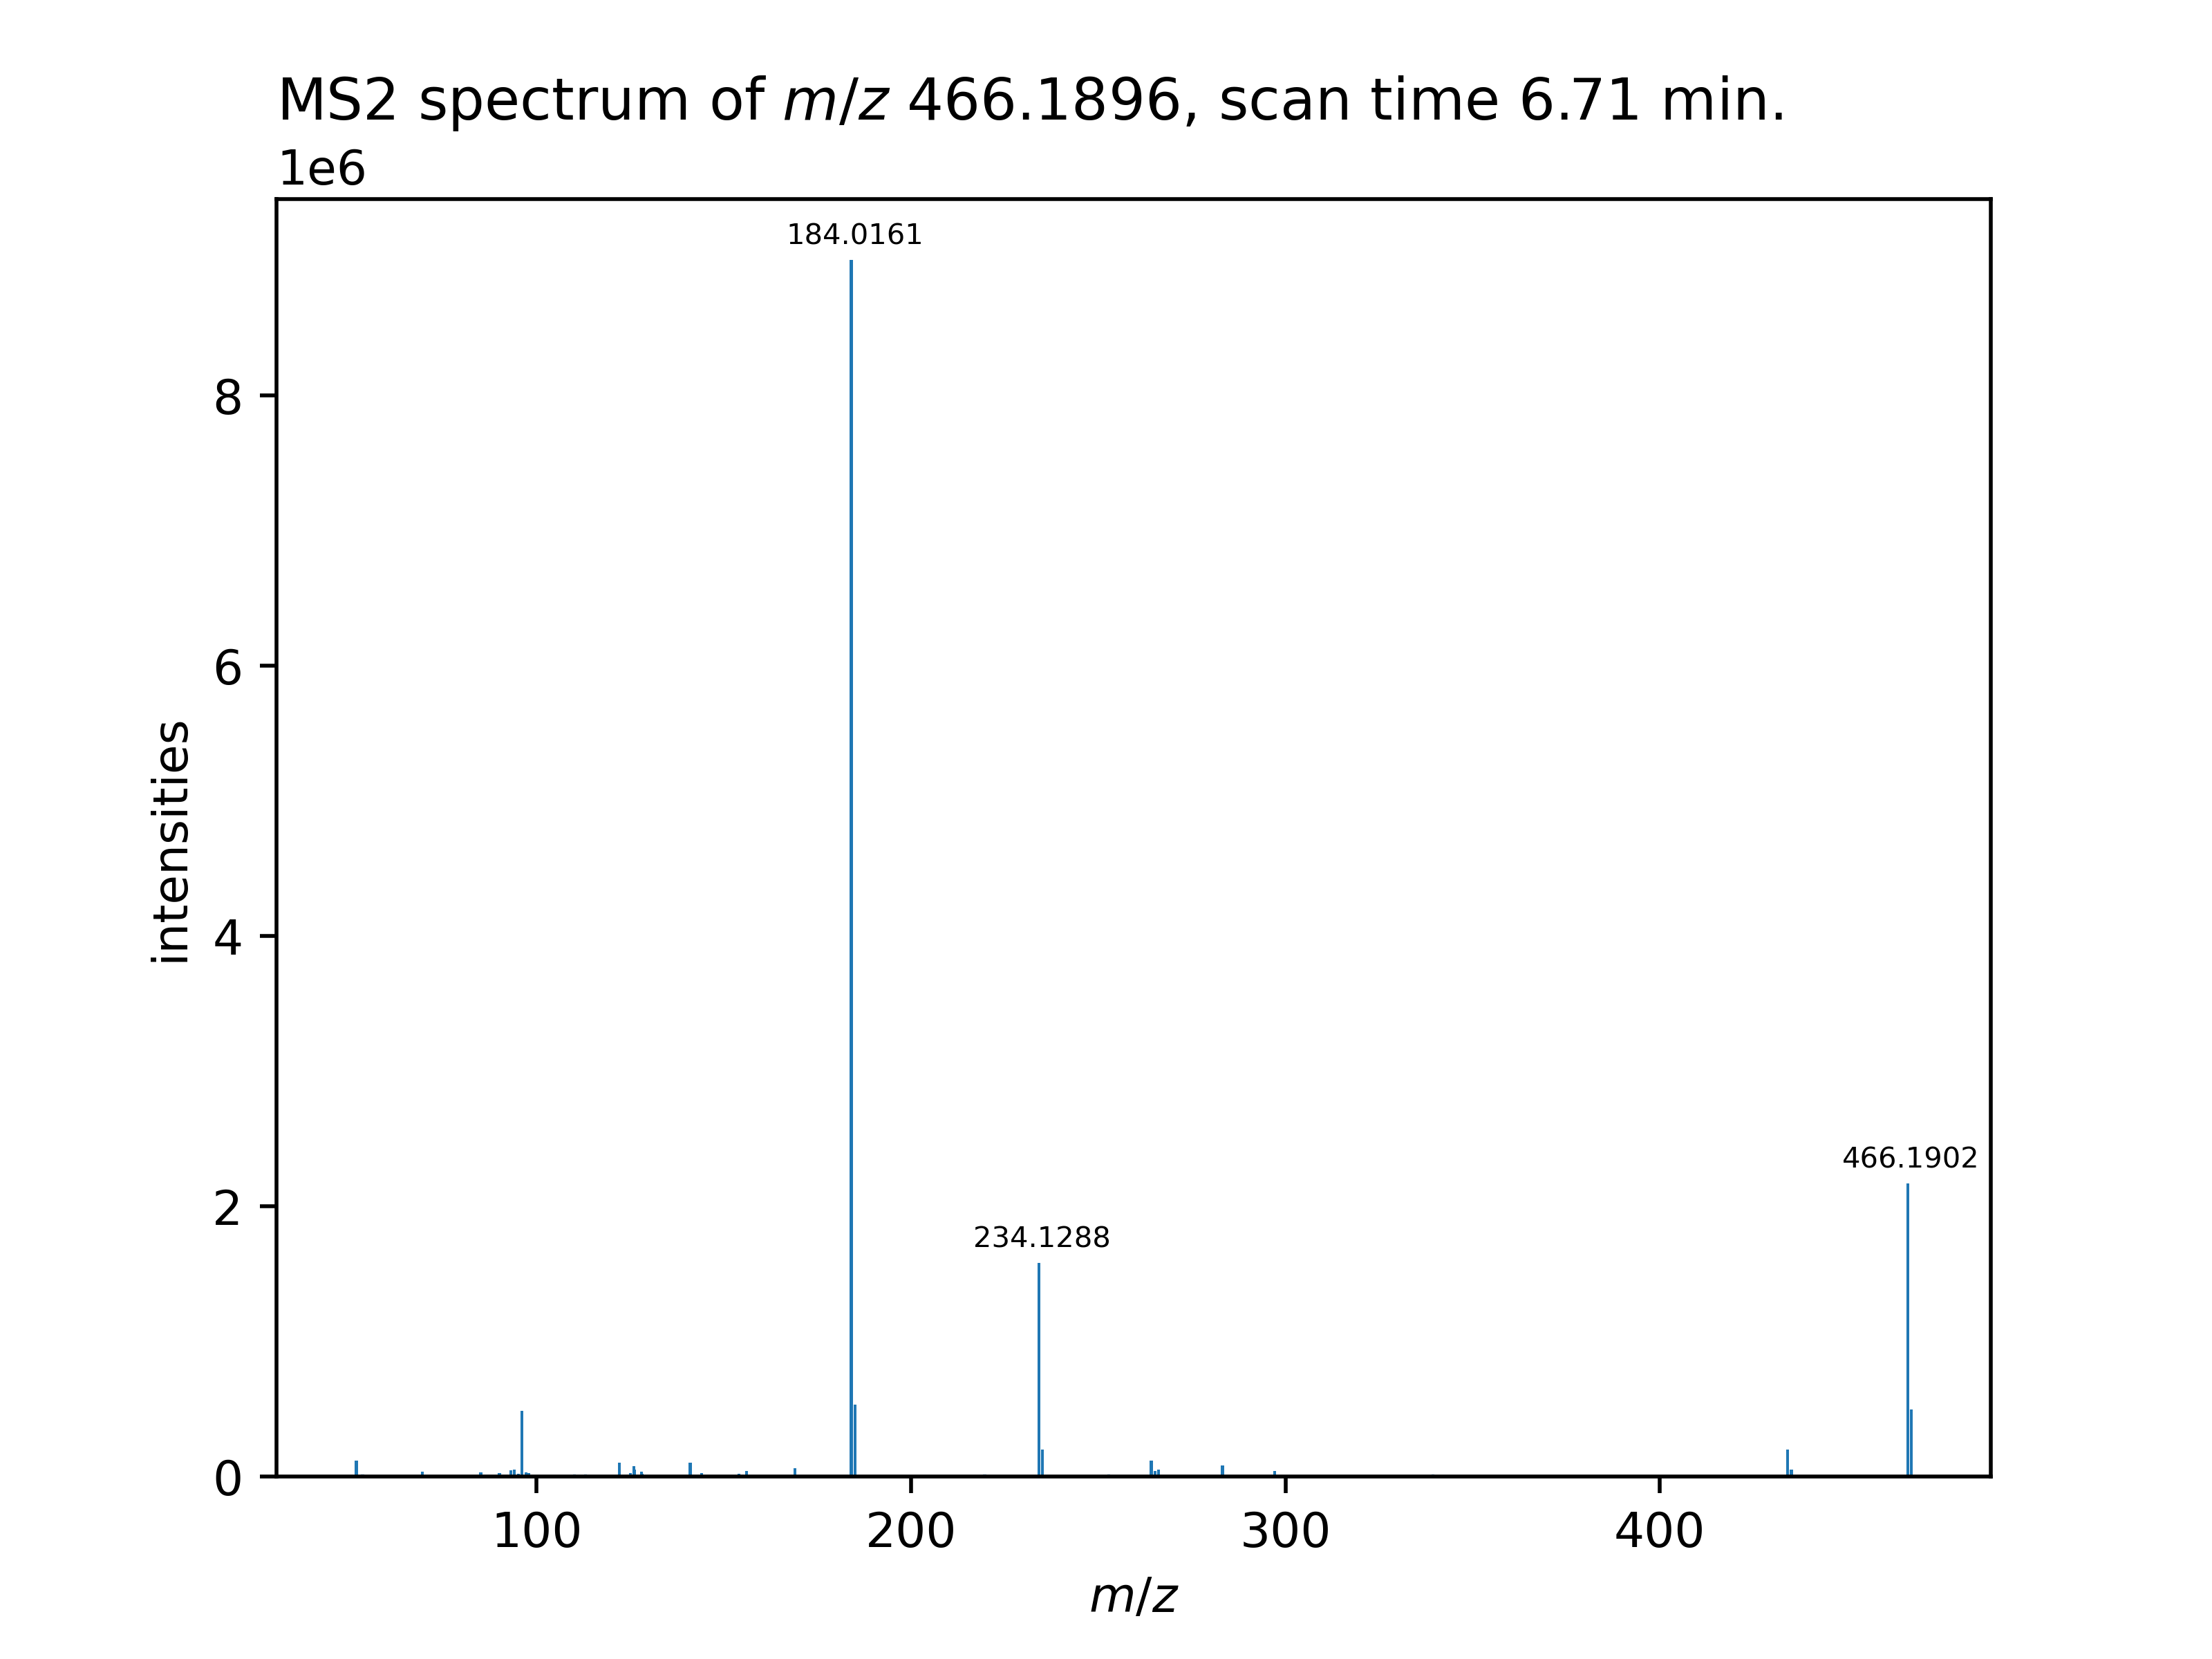 MS2 spectrum of m/z 466.1896, scan time 6.71 min.
1e6
184.0161
8
6
intensities
4
466.1902
2
234.1288
0
100 200 300 400
m/z